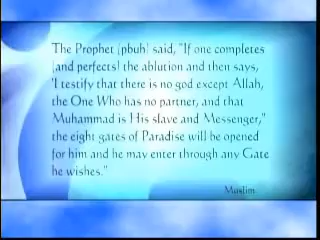 The Prophet (pbuh) said, "If one completes
(and perfects) the ablution and then says,
'I testify that there is no god except Allah,
the One Who has no partner, and that
Muhammad is His slave and Messenger,"
the eight gates of Paradise will be opened
for him and he may enter through any Gate
he wishes."
Muslim